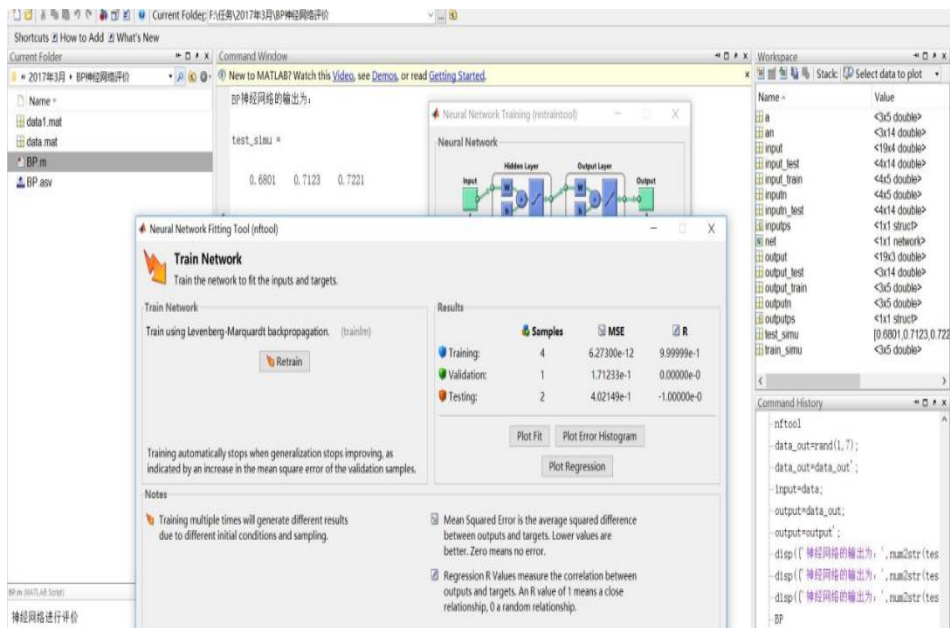 Current Folder: F:\任务\2017年3月\BP神经网络评价
Shortcuts How to Add What's New
Current Folder
« 2017年3月 ▸ BP神经网络评价
Name
data1.mat
data.mat
BP.m
BP.asv
BP.m (MATLAB Script)
神经网络进行评价
Command Window
New to MATLAB? Watch this Video, see Demos, or read Getting Started.
BP神经网络的输出为:
test_simu =
0.6801 0.7123 0.7221
Neural Network Training (nntraintool)
Neural Network
Hidden Layer
Output Layer
Input
Output
W
b
W
b
Neural Network Fitting Tool (nftool)
Train Network
Train the network to fit the inputs and targets.
Train Network
Train using Levenberg-Marquardt backpropagation. (trainlm)
Retrain
Training automatically stops when generalization stops improving, as
indicated by an increase in the mean square error of the validation samples.
Results
Samples MSE R
Training: 4 6.27300e-12 9.99999e-1
Validation: 1 1.71233e-1 0.00000e-0
Testing: 2 4.02149e-1 -1.00000e-0
Plot Fit Plot Error Histogram
Plot Regression
Notes
Training multiple times will generate different results
due to different initial conditions and sampling.
Mean Squared Error is the average squared difference
between outputs and targets. Lower values are
better. Zero means no error.
Regression R Values measure the correlation between
outputs and targets. An R value of 1 means a close
relationship, 0 a random relationship.
Workspace
Stack: Select data to plot
Name Value
a <3x5 double>
an <3x14 double>
input <19x4 double>
input_test <4x14 double>
input_train <4x5 double>
inputn <4x5 double>
inputn_test <4x14 double>
inputps <1x1 struct>
net <1x1 network>
output <19x3 double>
output_test <3x14 double>
output_train <3x5 double>
outputn <3x5 double>
outputps <1x1 struct>
test_simu [0.6801,0.7123,0.722
train_simu <3x5 double>
Command History
nftool
data_out=rand(1,7);
data_out=data_out';
input=data;
output=data_out;
output=output';
disp(['神经网络的输出为:',num2str(tes
disp(['神经网络的输出为:',num2str(tes
disp(['神经网络的输出为:',num2str(tes
BP